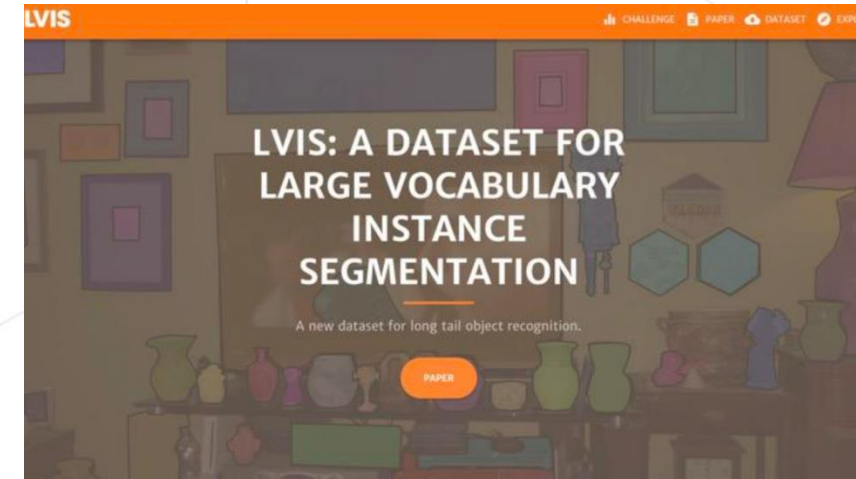 LVIS
CHALLENGE PAPER DATASET
LVIS: A DATASET FOR
LARGE VOCABULARY
INSTANCE
SEGMENTATION
A new dataset for long tail object recognition.
PAPER